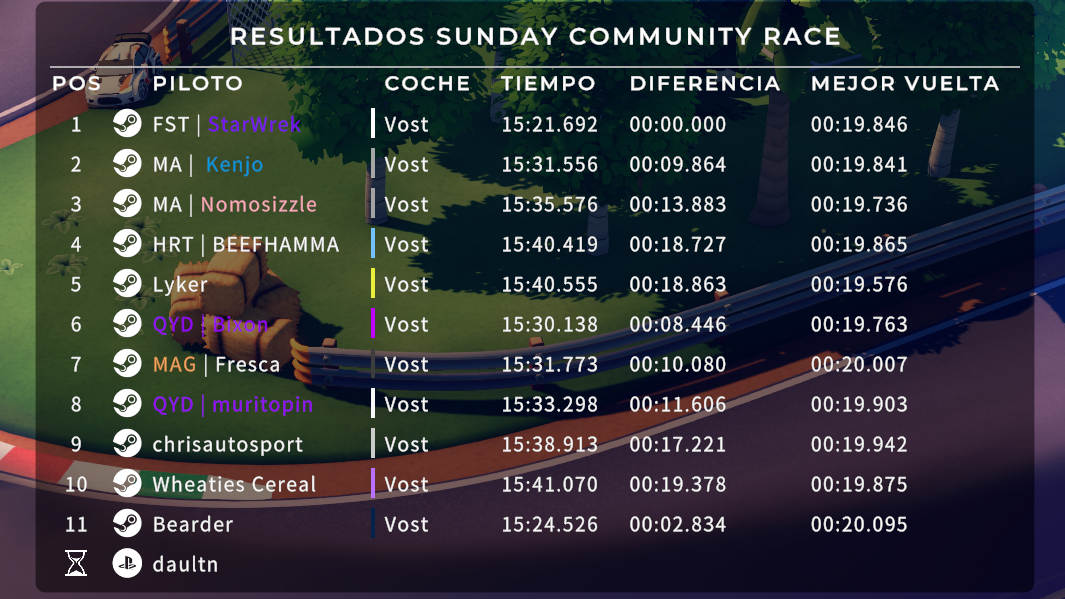 RESULTADOS SUNDAY COMMUNITY RACE
POS PILOTO COCHE TIEMPO DIFERENCIA MEJOR VUELTA
1 FST | StarWrek Vost 15:21.692 00:00.000 00:19.846
2 MA | Kenjo Vost 15:31.556 00:09.864 00:19.841
3 MA | Nomosizzle Vost 15:35.576 00:13.883 00:19.736
4 HRT | BEEFHAMMA Vost 15:40.419 00:18.727 00:19.865
5 Lyker Vost 15:40.555 00:18.863 00:19.576
6 QYD | Bixon Vost 15:30.138 00:08.446 00:19.763
7 MAG | Fresca Vost 15:31.773 00:10.080 00:20.007
8 QYD | muritopin Vost 15:33.298 00:11.606 00:19.903
9 chrisautosport Vost 15:38.913 00:17.221 00:19.942
10 Wheaties Cereal Vost 15:41.070 00:19.378 00:19.875
11 Bearder Vost 15:24.526 00:02.834 00:20.095
daultn